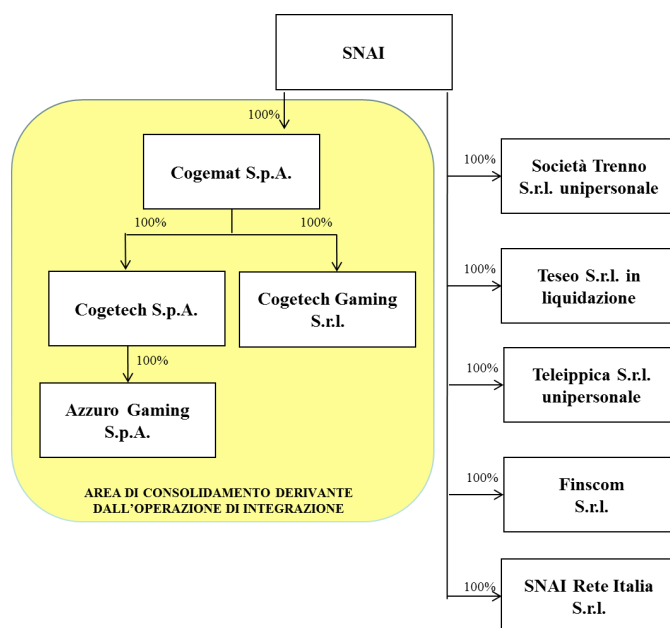 SNAI
100%
Cogemat S.p.A.
100%
100%
Cogetech S.p.A.
Cogetech Gaming
S.r.l.
100%
Azzuro Gaming
S.p.A.
AREA DI CONSOLIDAMENTO DERIVANTE
DALL’OPERAZIONE DI INTEGRAZIONE
100%
Società Trenno
S.r.l. unipersonale
100%
Teseo S.r.l. in
liquidazione
100%
Teleippica S.r.l.
unipersonale
100%
Finscom
S.r.l.
100%
SNAI Rete Italia
S.r.l.